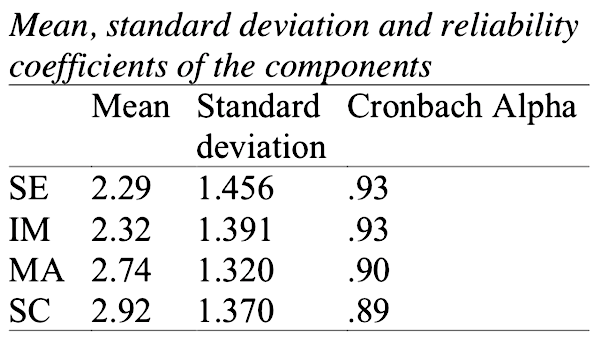 Mean, standard deviation and reliability
coefficients of the components
Mean Standard deviation Cronbach Alpha
SE 2.29 1.456 .93
IM 2.32 1.391 .93
MA 2.74 1.320 .90
SC 2.92 1.370 .89